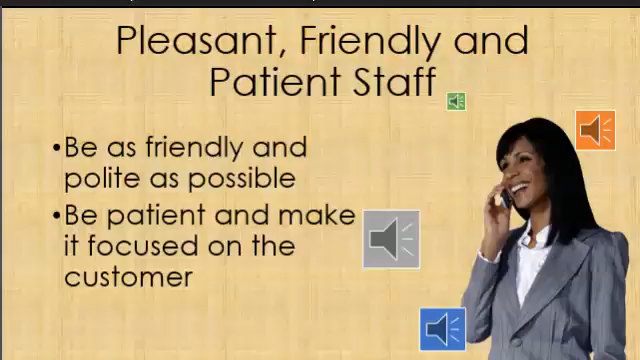 Pleasant, Friendly and
Patient Staff
•Be as friendly and
polite as possible
•Be patient and make
it focused on the
customer